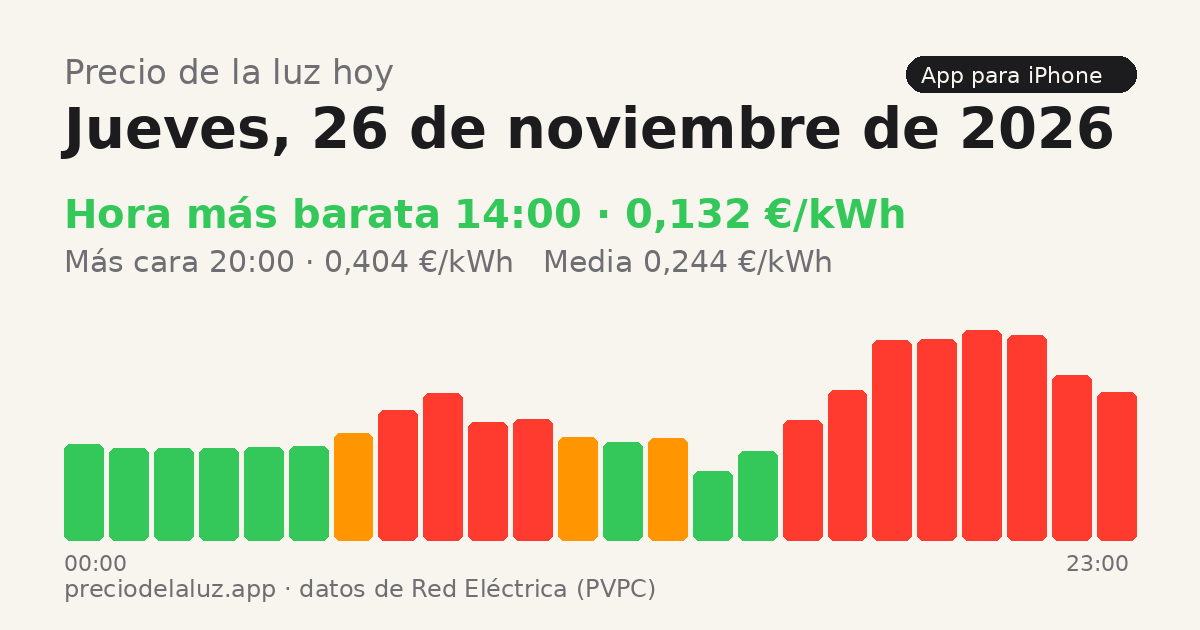 Precio de la luz hoy
App para iPhone
Jueves, 26 de noviembre de 2026
Hora más barata 14:00 · 0,132 €/kWh
Más cara 20:00 · 0,404 €/kWh   Media 0,244 €/kWh
00:00
23:00
preciodelaluz.app · datos de Red Eléctrica (PVPC)